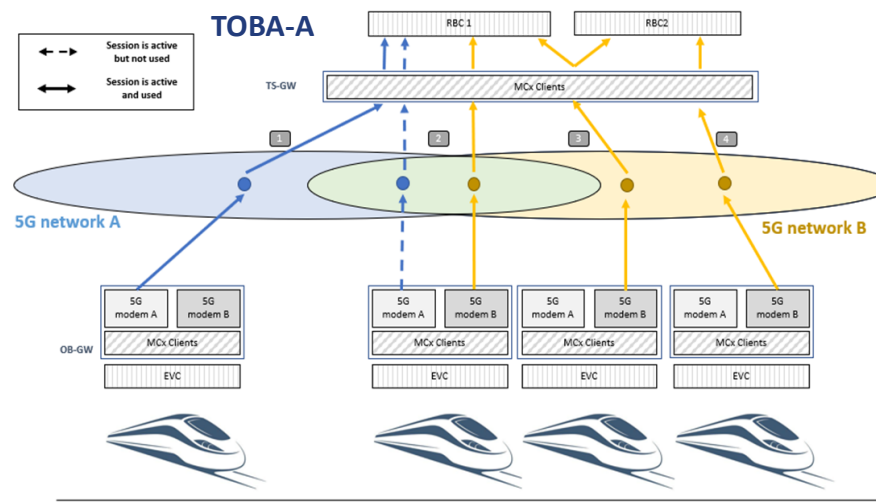 TOBA-A
RBC 1
RBC2
Session is active
but not used
Session is active
and used
TS-GW
MCx Clients
1
2
3
4
5G network A
5G network B
5G
modem A
5G
modem B
5G
modem A
5G
modem B
5G
modem A
5G
modem B
5G
modem A
5G
modem B
OB-GW
MCx Clients
MCx Clients
MCx Clients
MCx Clients
EVC
EVC
EVC
EVC